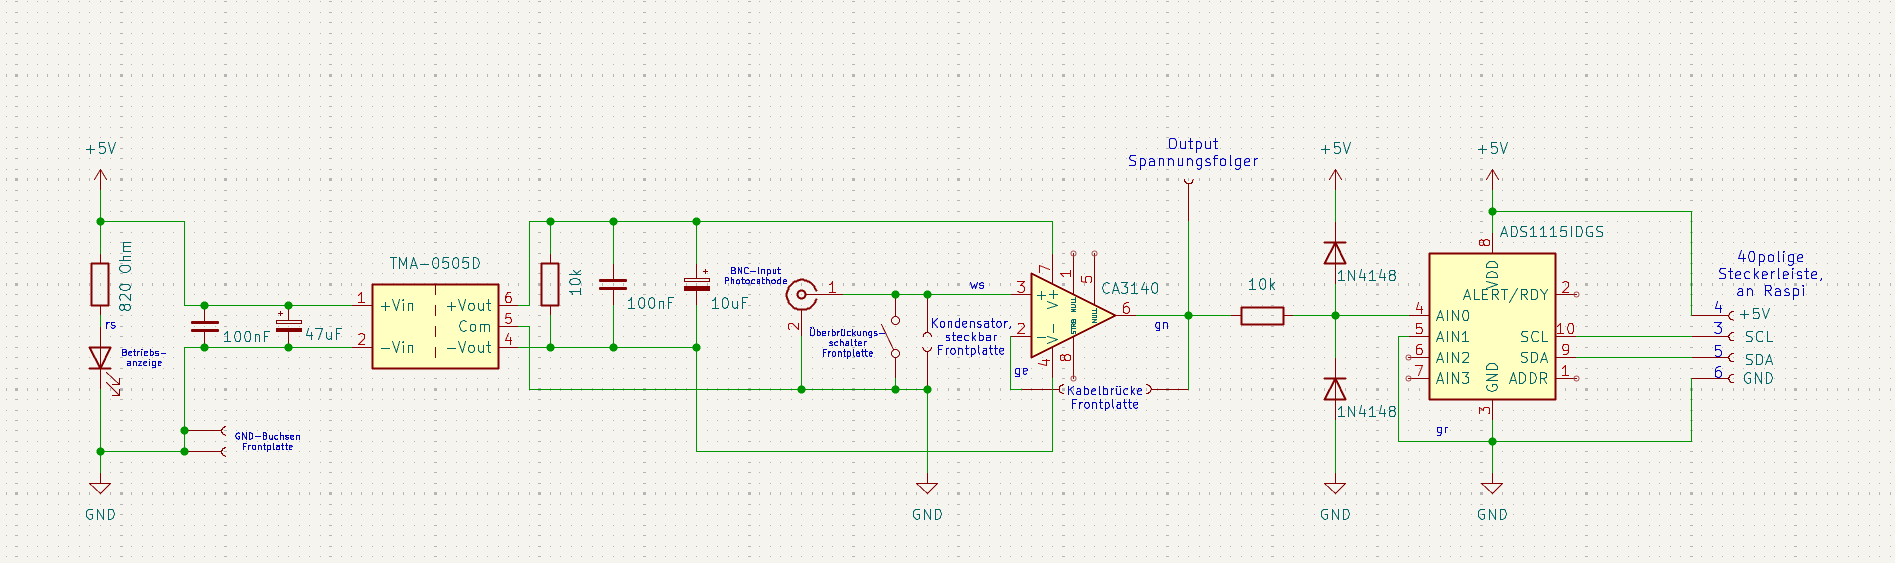 +5V
820 Ohm
rs
Betriebs-
anzeige
GND
GND-Buchsen
Frontplatte
100nF
+
47uF
TMA-0505D
1
+Vin
2
-Vin
+Vout
6
Com
5
-Vout
4
10k
100nF
+
10uF
BNC-Input
Photocathode
1
2
Überbrückungs-
schalter
Frontplatte
Kondensator,
steckbar
Frontplatte
GND
ws
3
2
ge
+
-
V+
V-
7
1
NULL
5
NULL
STRB
8
4
6
CA3140
gn
Kabelbrücke
Frontplatte
Output
Spannungsfolger
10k
+5V
1N4148
1N4148
GND
+5V
ADS1115IDGS
8
VDD
ALERT/RDY
2
4
AIN0
5
AIN1
SCL
10
6
AIN2
SDA
9
7
AIN3
ADDR
1
GND
3
gr
GND
40polige
Steckerleiste,
an Raspi
4
+5V
3
SCL
5
SDA
6
GND